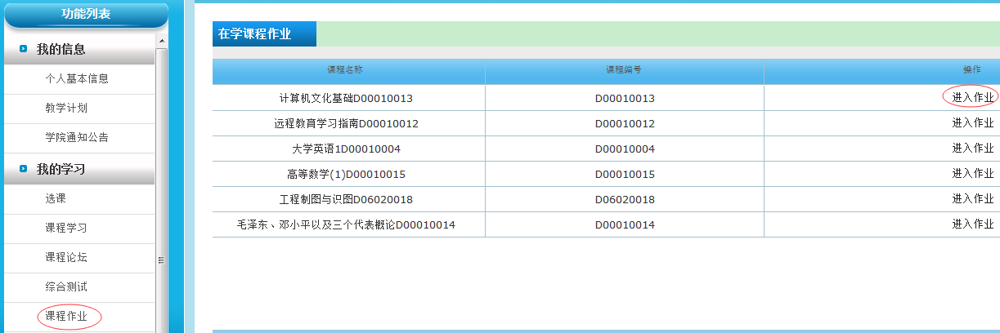 功能列表
我的信息
个人基本信息
教学计划
学院通知公告
我的学习
选课
课程学习
课程论坛
综合测试
课程作业
在学课程作业
课程名称 课程编号 操作
计算机文化基础D00010013 D00010013 进入作业
远程教育学习指南D00010012 D00010012 进入作业
大学英语1D00010004 D00010004 进入作业
高等数学(1)D00010015 D00010015 进入作业
工程制图与识图D06020018 D06020018 进入作业
毛泽东、邓小平以及三个代表概论D00010014 D00010014 进入作业